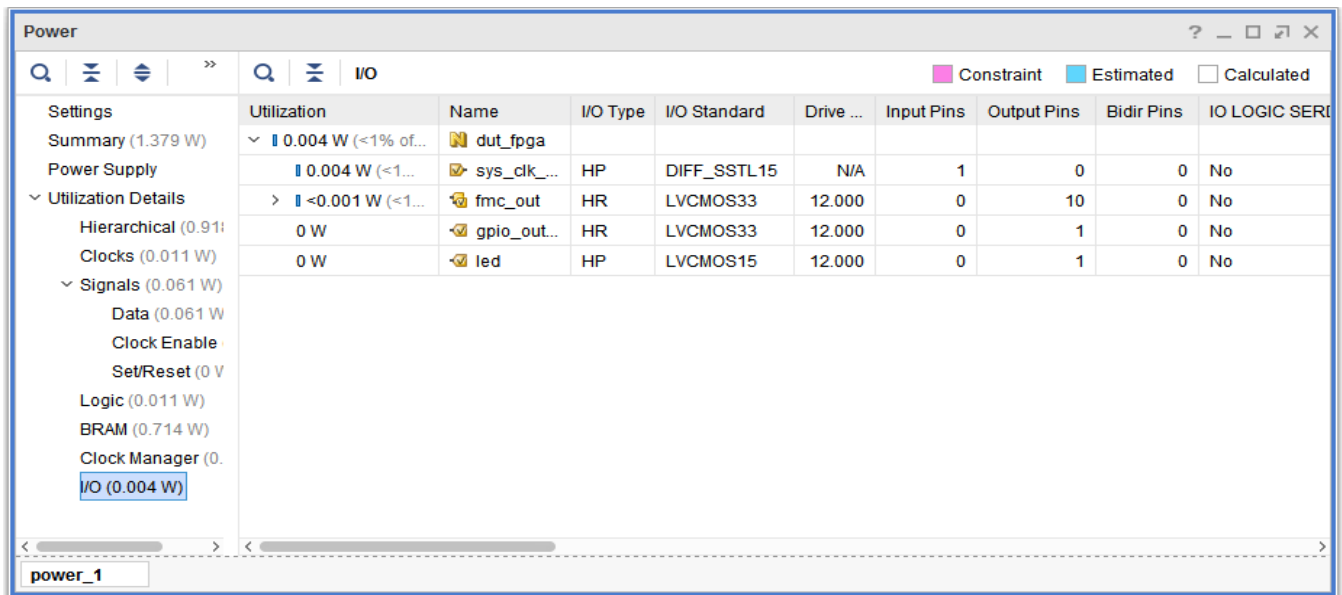 Power
I/O Constraint Estimated Calculated
Settings
Summary (1.379 W)
Power Supply
Utilization Details
Hierarchical (0.918
Clocks (0.011 W)
Signals (0.061 W)
Data (0.061 W
Clock Enable
Set/Reset (0 W
Logic (0.011 W)
BRAM (0.714 W)
Clock Manager (0.
I/O (0.004 W)
Utilization Name I/O Type I/O Standard Drive ... Input Pins Output Pins Bidir Pins IO LOGIC SERD
0.004 W (<1% of... dut_fpga
0.004 W (<1... sys_clk_... HP DIFF_SSTL15 N/A 1 0 0 No
<0.001 W (<1... fmc_out HR LVCMOS33 12.000 0 10 0 No
0 W gpio_out... HR LVCMOS33 12.000 0 1 0 No
0 W led HP LVCMOS15 12.000 0 1 0 No
power_1